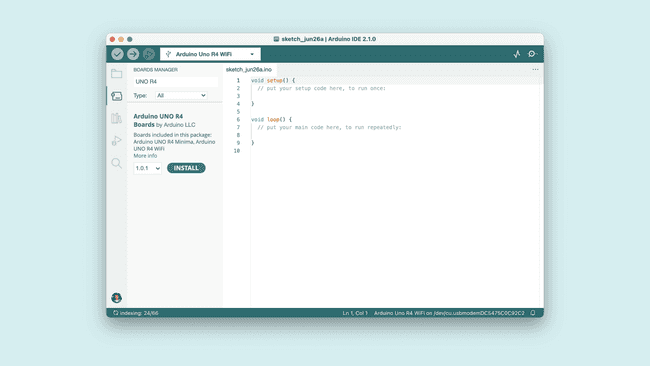 sketch_jun26a | Arduino IDE 2.1.0
Arduino Uno R4 WiFi
BOARDS MANAGER
UNO R4
Type: All
Arduino UNO R4
Boards by Arduino LLC
Boards included in this package:
Arduino UNO R4 Minima, Arduino
UNO R4 WiFi
More info
1.0.1 INSTALL
sketch_jun26a.ino
1 void setup() {
2 // put your setup code here, to run once:
3
4 }
5
6 void loop() {
7 // put your main code here, to run repeatedly:
8
9 }
10
indexing: 24/66
Ln 1, Col 1 Arduino Uno R4 WiFi on /dev/cu.usbmodemDC5475C0C92C2